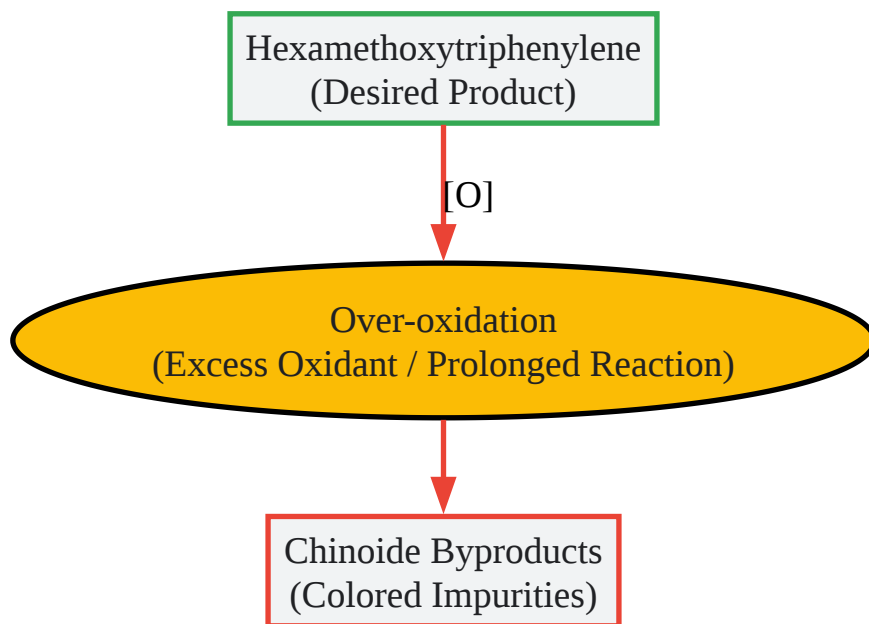 Hexamethoxytriphenylene
(Desired Product)
[O]
Over-oxidation
(Excess Oxidant / Prolonged Reaction)
Chinoide Byproducts
(Colored Impurities)